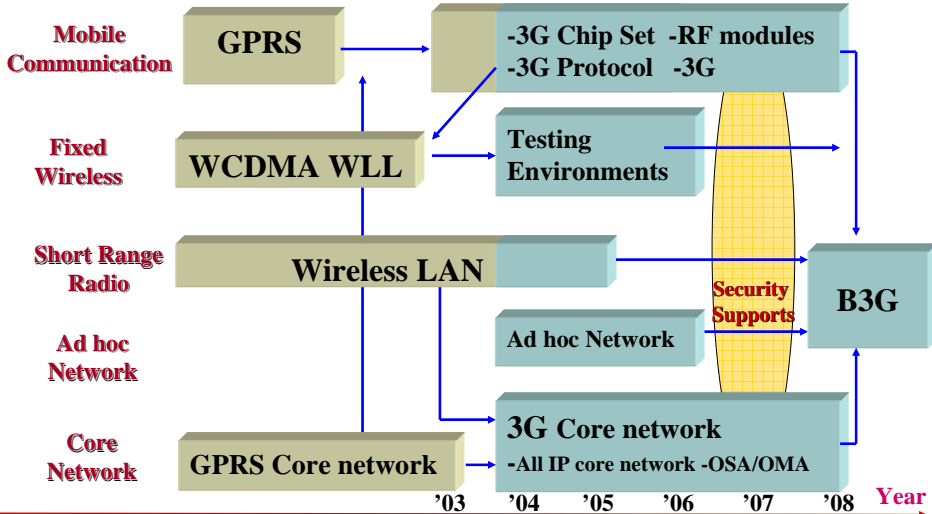 Mobile
Communication
GPRS
-3G Chip Set -RF modules
-3G Protocol -3G
Fixed
Wireless
WCDMA WLL
Testing
Environments
Short Range
Radio
Wireless LAN
Security
Supports
B3G
Ad hoc
Network
Ad hoc Network
Core
Network
GPRS Core network
3G Core network
-All IP core network -OSA/OMA
’03 ’04 ’05 ’06 ’07 ’08 Year